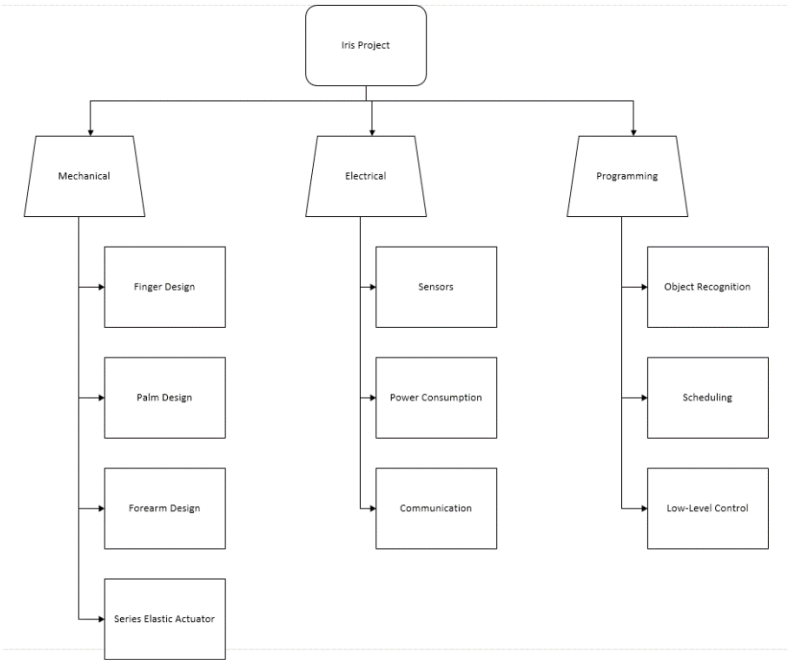 Iris Project
Mechanical
Electrical
Programming
Finger Design
Sensors
Object Recognition
Palm Design
Power Consumption
Scheduling
Forearm Design
Communication
Low-Level Control
Series Elastic Actuator